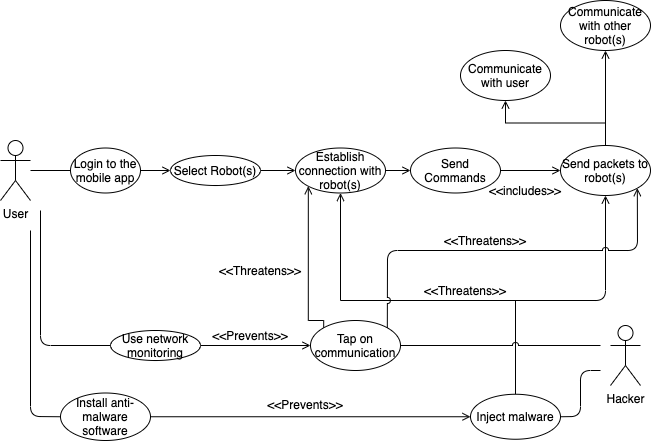 Communicate
with other
robot(s)
Communicate
with user
Login to the
mobile app
Select Robot(s)
Establish
connection with
robot(s)
Send
Commands
<<includes>>
Send packets to
robot(s)
User
<<Threatens>>
<<Threatens>>
<<Threatens>>
Use network
monitoring
<<Prevents>>
Tap on
communication
Hacker
Install anti-
malware
software
<<Prevents>>
Inject malware